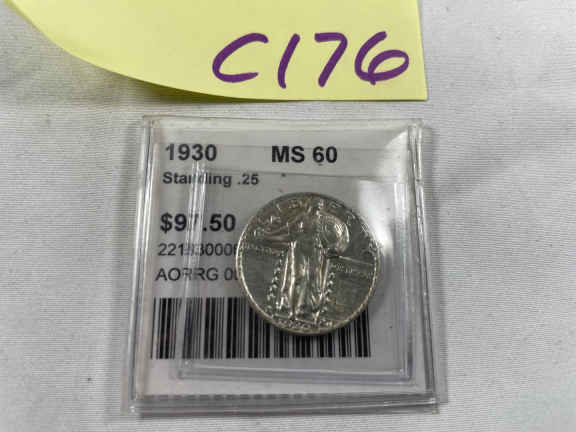 C176
1930 MS 60
Standing .25
$97.50
AORRG